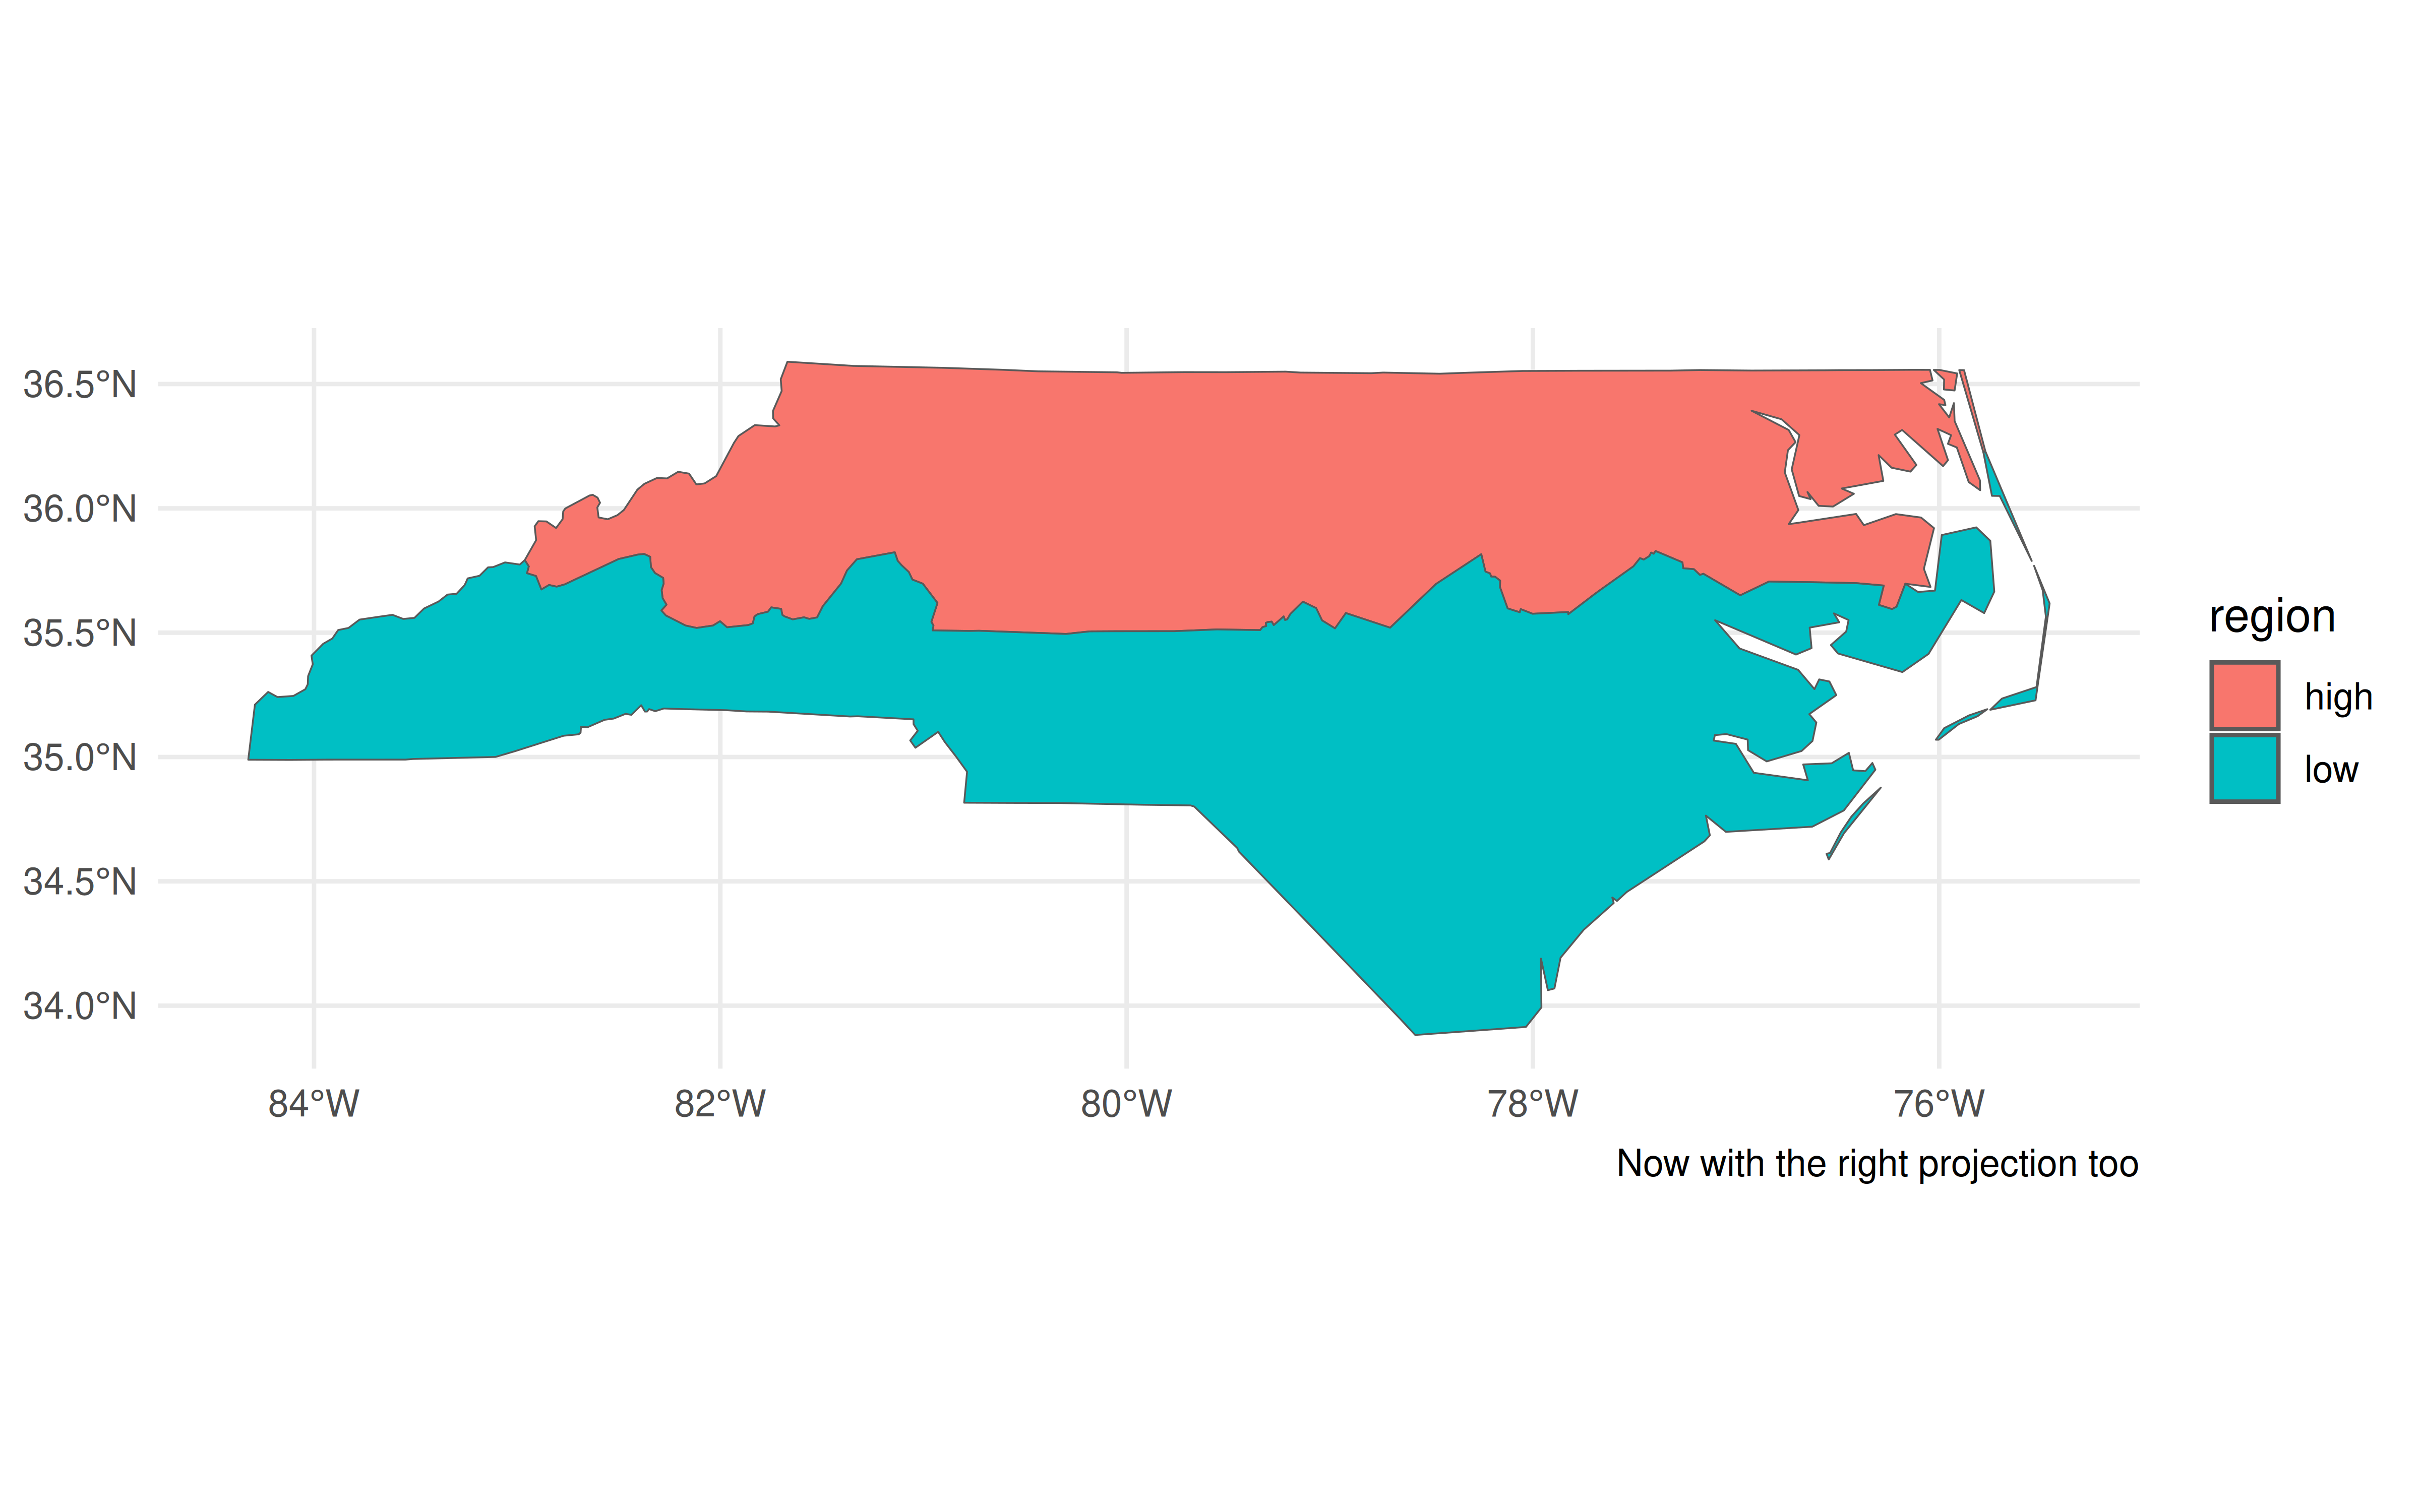 36.5°N
36.0°N
35.5°N
35.0°N
34.5°N
34.0°N
84°W
82°W
80°W
78°W
76°W
Now with the right projection too
region
high
low